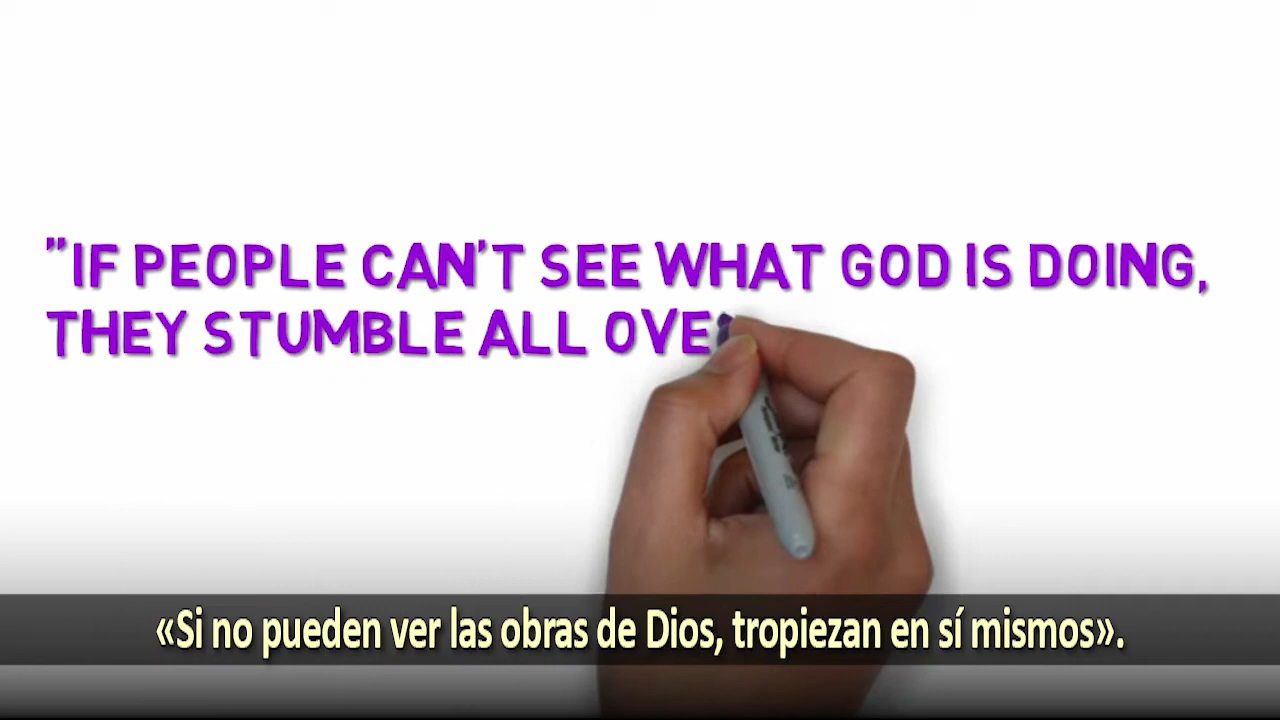 "IF PEOPLE CAN'T SEE WHAT GOD IS DOING,
THEY STUMBLE ALL OVE
«Si no pueden ver las obras de Dios, tropiezan en sí mismos».